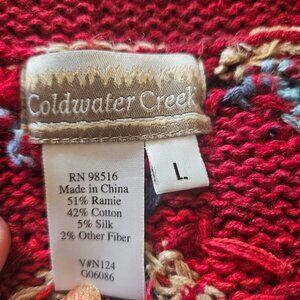 Coldwater Creek
L.
RN 98516
Made in China
51% Ramie
42% Cotton
5% Silk
2% Other Fiber
V#N124
G06086